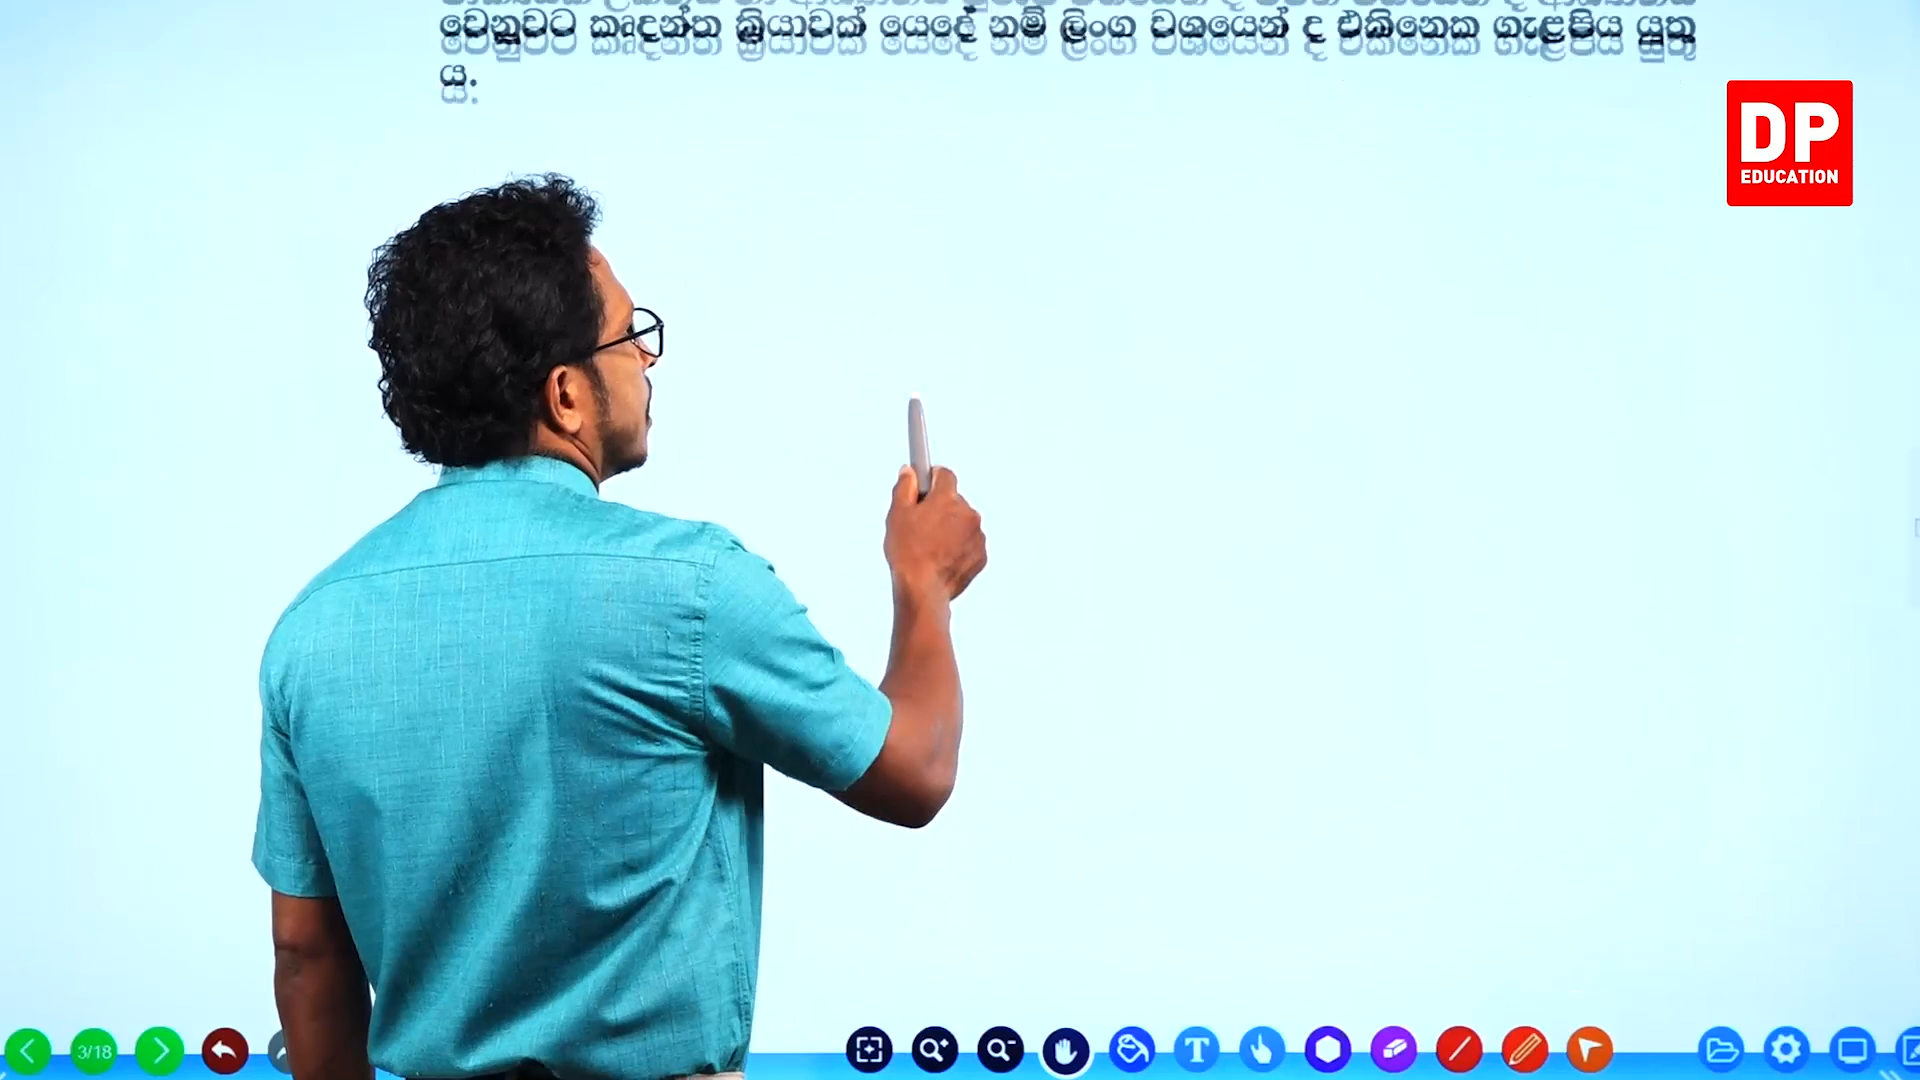 වෙනුවට කෘදන්ත ක්‍රියාවක් යෙදේ නම් ලිංග වශයෙන් ද එකිනෙක ගැළපිය යුතු
ය.
DP
EDUCATION
3/18
T